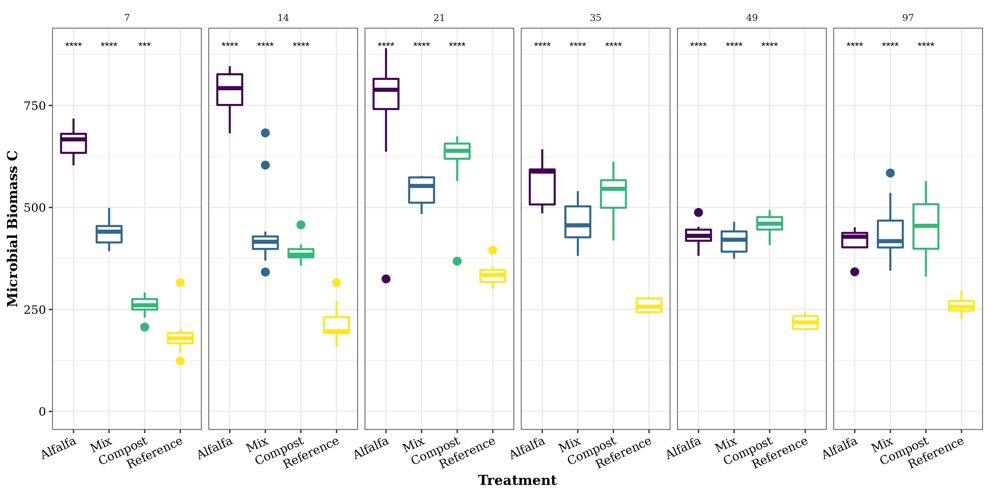 7 14 21 35 49 97
**** **** *** **** **** **** **** **** **** **** **** **** **** **** **** **** **** ****
Microbial Biomass C
750
500
250
0
Alfalfa Mix Compost Reference Alfalfa Mix Compost Reference Alfalfa Mix Compost Reference Alfalfa Mix Compost Reference Alfalfa Mix Compost Reference Alfalfa Mix Compost Reference
Treatment